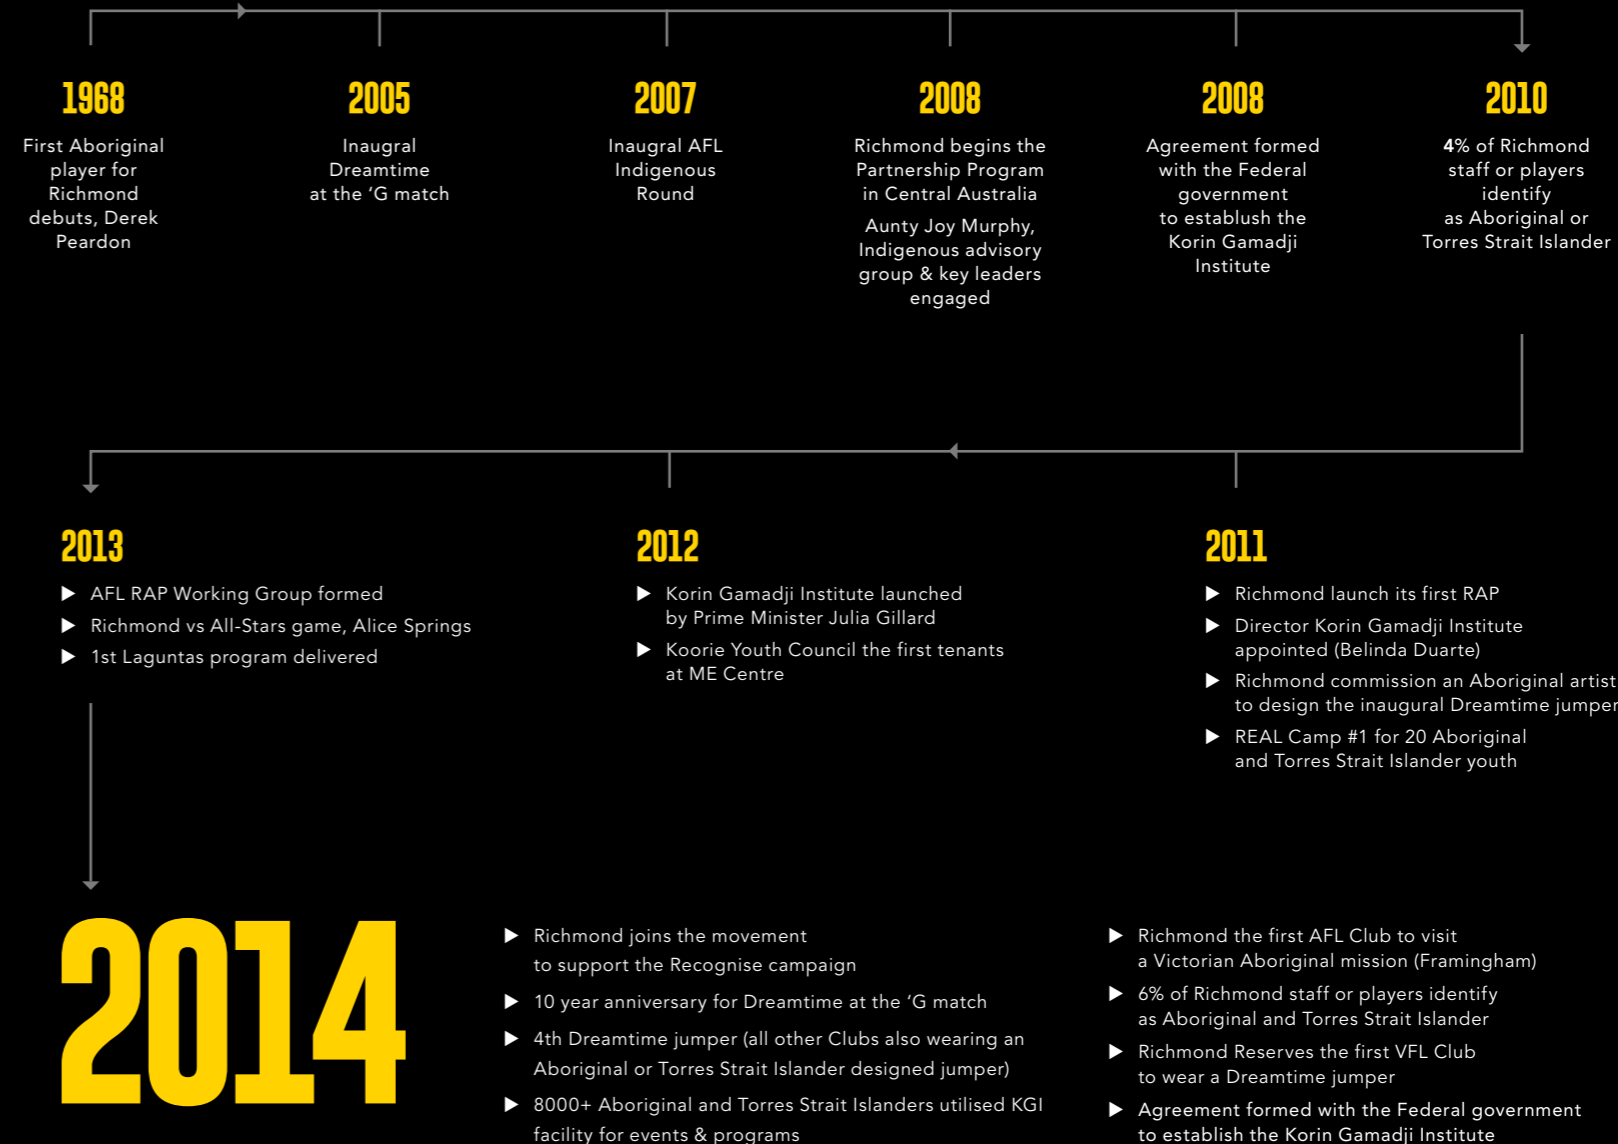 1968
First Aboriginal
player for
Richmond
debuts, Derek
Peardon
2005
Inaugral
Dreamtime
at the ‘G match
2007
Inaugral AFL
Indigenous
Round
2008
Richmond begins the
Partnership Program
in Central Australia
Aunty Joy Murphy,
Indigenous advisory
group & key leaders
engaged
2008
Agreement formed
with the Federal
government
to establush the
Korin Gamadji
Institute
2010
4% of Richmond
staff or players
identify
as Aboriginal or
Torres Strait Islander
2011
▶ Richmond launch its first RAP
▶ Director Korin Gamadji Institute
appointed (Belinda Duarte)
▶ Richmond commission an Aboriginal artist
to design the inaugural Dreamtime jumper
▶ REAL Camp #1 for 20 Aboriginal
and Torres Strait Islander youth
2012
▶ Korin Gamadji Institute launched
by Prime Minister Julia Gillard
▶ Koorie Youth Council the first tenants
at ME Centre
2013
▶ AFL RAP Working Group formed
▶ Richmond vs All-Stars game, Alice Springs
▶ 1st Laguntas program delivered
2014
▶ Richmond joins the movement
to support the Recognise campaign
▶ 10 year anniversary for Dreamtime at the ‘G match
▶ 4th Dreamtime jumper (all other Clubs also wearing an
Aboriginal or Torres Strait Islander designed jumper)
▶ 8000+ Aboriginal and Torres Strait Islanders utilised KGI
facility for events & programs
▶ Richmond the first AFL Club to visit
a Victorian Aboriginal mission (Framingham)
▶ 6% of Richmond staff or players identify
as Aboriginal and Torres Strait Islander
▶ Richmond Reserves the first VFL Club
to wear a Dreamtime jumper
▶ Agreement formed with the Federal government
to establish the Korin Gamadji Institute